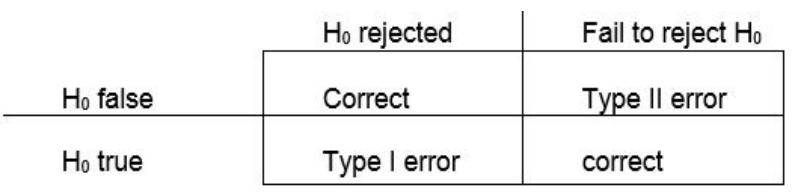 H₀ rejected Fail to reject H₀
H₀ false Correct Type II error
H₀ true Type I error correct